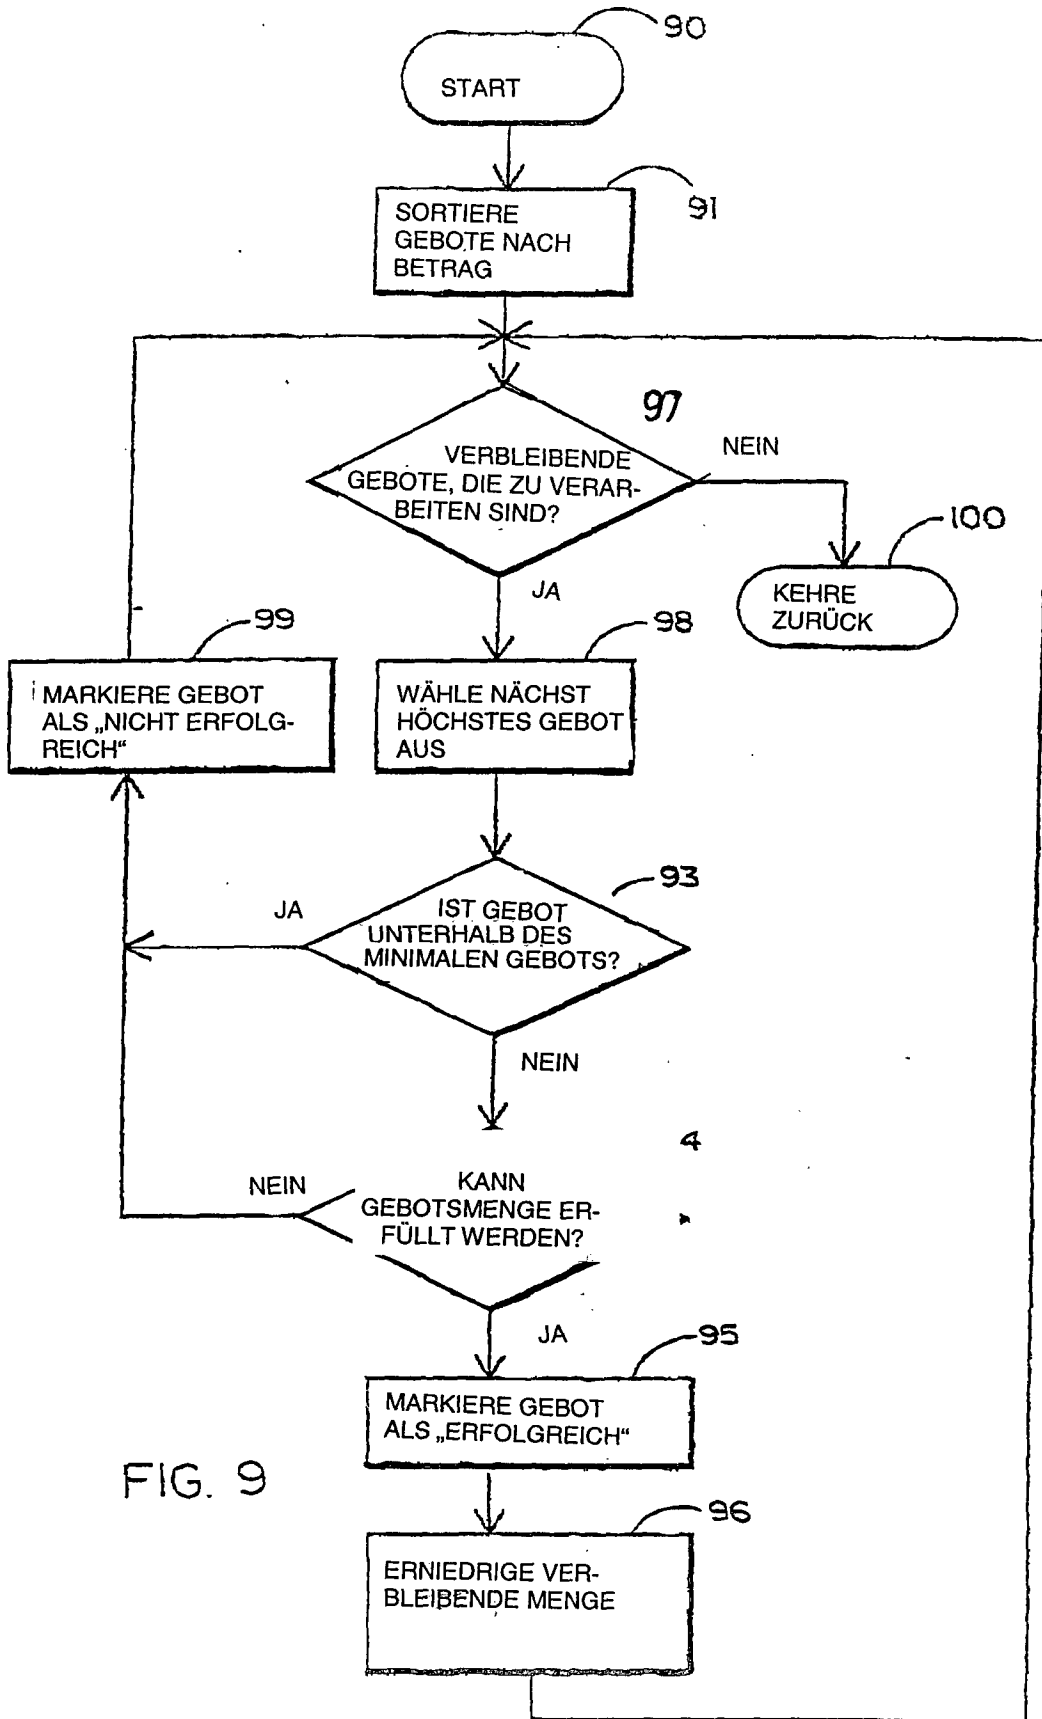 90
START
91
SORTIERE
GEBOTE NACH
BETRAG
97
NEIN
VERBLEIBENDE
GEBOTE, DIE ZU VERAR-
BEITEN SIND?
100
JA
KEHRE
ZURÜCK
99
98
MARKIERE GEBOT
ALS „NICHT ERFOLG-
REICH“
WÄHLE NÄCHST
HÖCHSTES GEBOT
AUS
93
JA
IST GEBOT
UNTERHALB DES
MINIMALEN GEBOTS?
NEIN
4
NEIN
KANN
GEBOTSMENGE ER-
FÜLLT WERDEN?
JA
95
MARKIERE GEBOT
ALS „ERFOLGREICH“
FIG. 9
96
ERNIEDRIGE VER-
BLEIBENDE MENGE